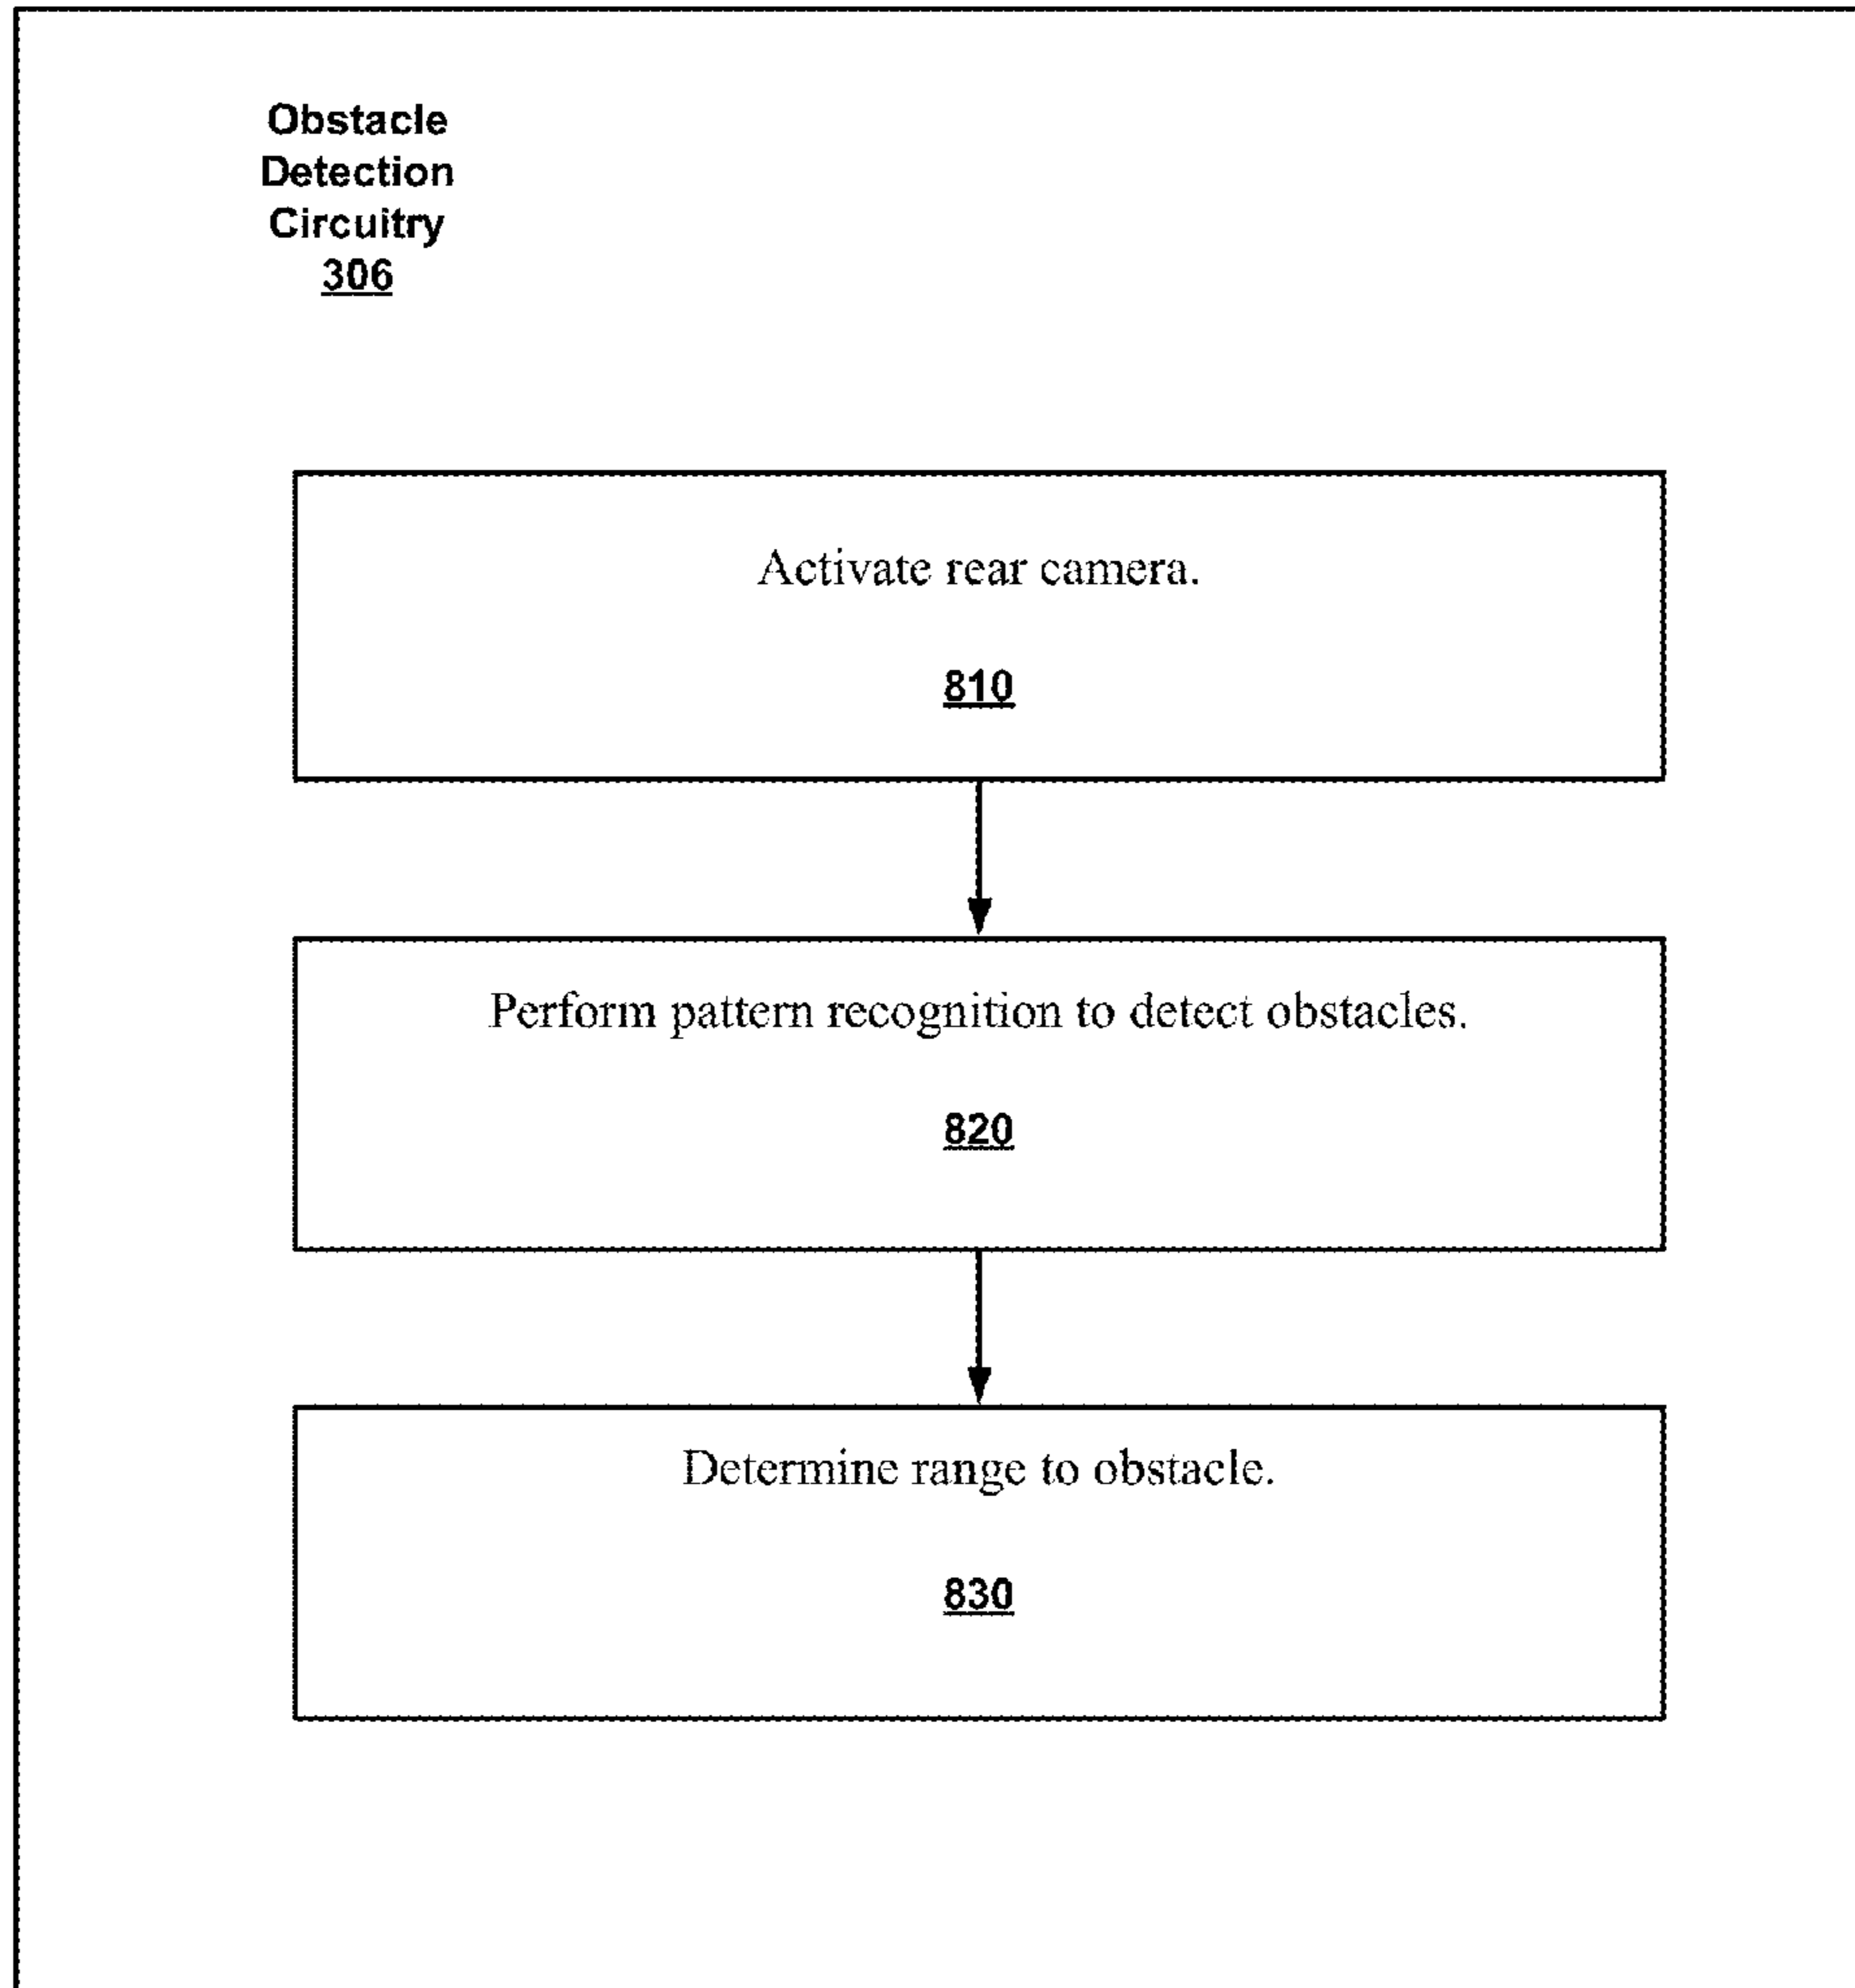 Obstacle
Detection
Circuitry
306
Activate rear camera.
810
Perform pattern recognition to detect obstacles.
820
Determine range to obstacle.
830